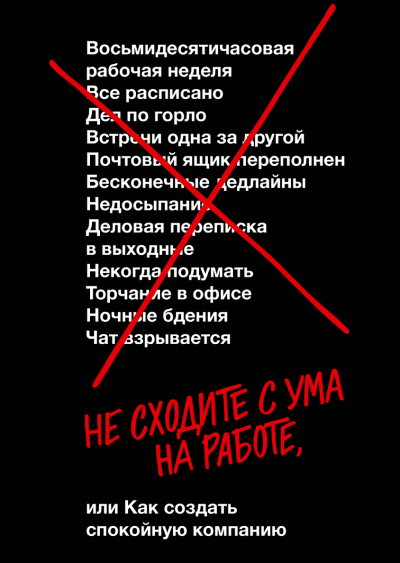 Восьмидесятичасовая
рабочая неделя
Все расписано
Дел по горло
Встречи одна за другой
Почтовый ящик переполнен
Бесконечные дедлайны
Недосыпание
Деловая переписка
в выходные
Некогда подумать
Торчание в офисе
Ночные бдения
Чат взрывается
НЕ СХОДИТЕ С УМА
НА РАБОТЕ,
или Как создать
спокойную компанию